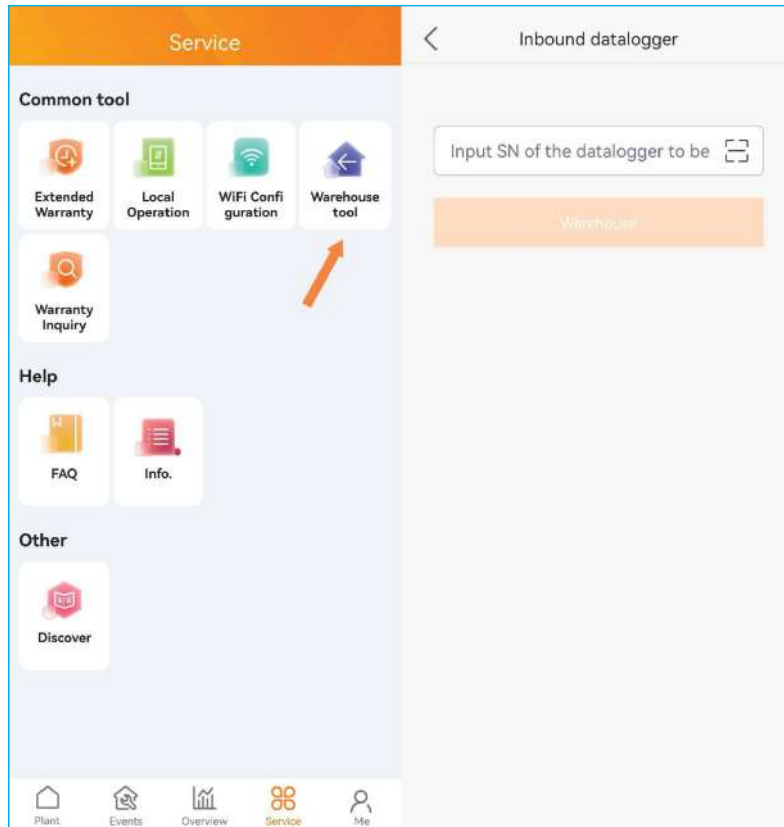 Service
Common tool
Extended
Warranty
Local
Operation
WiFi Confi
guration
Warehouse
tool
Warranty
Inquiry
Help
FAQ
Info.
Other
Discover
Plant
Events
Overview
Service
Me
Inbound datalogger
Input SN of the datalogger to be
Warehouse